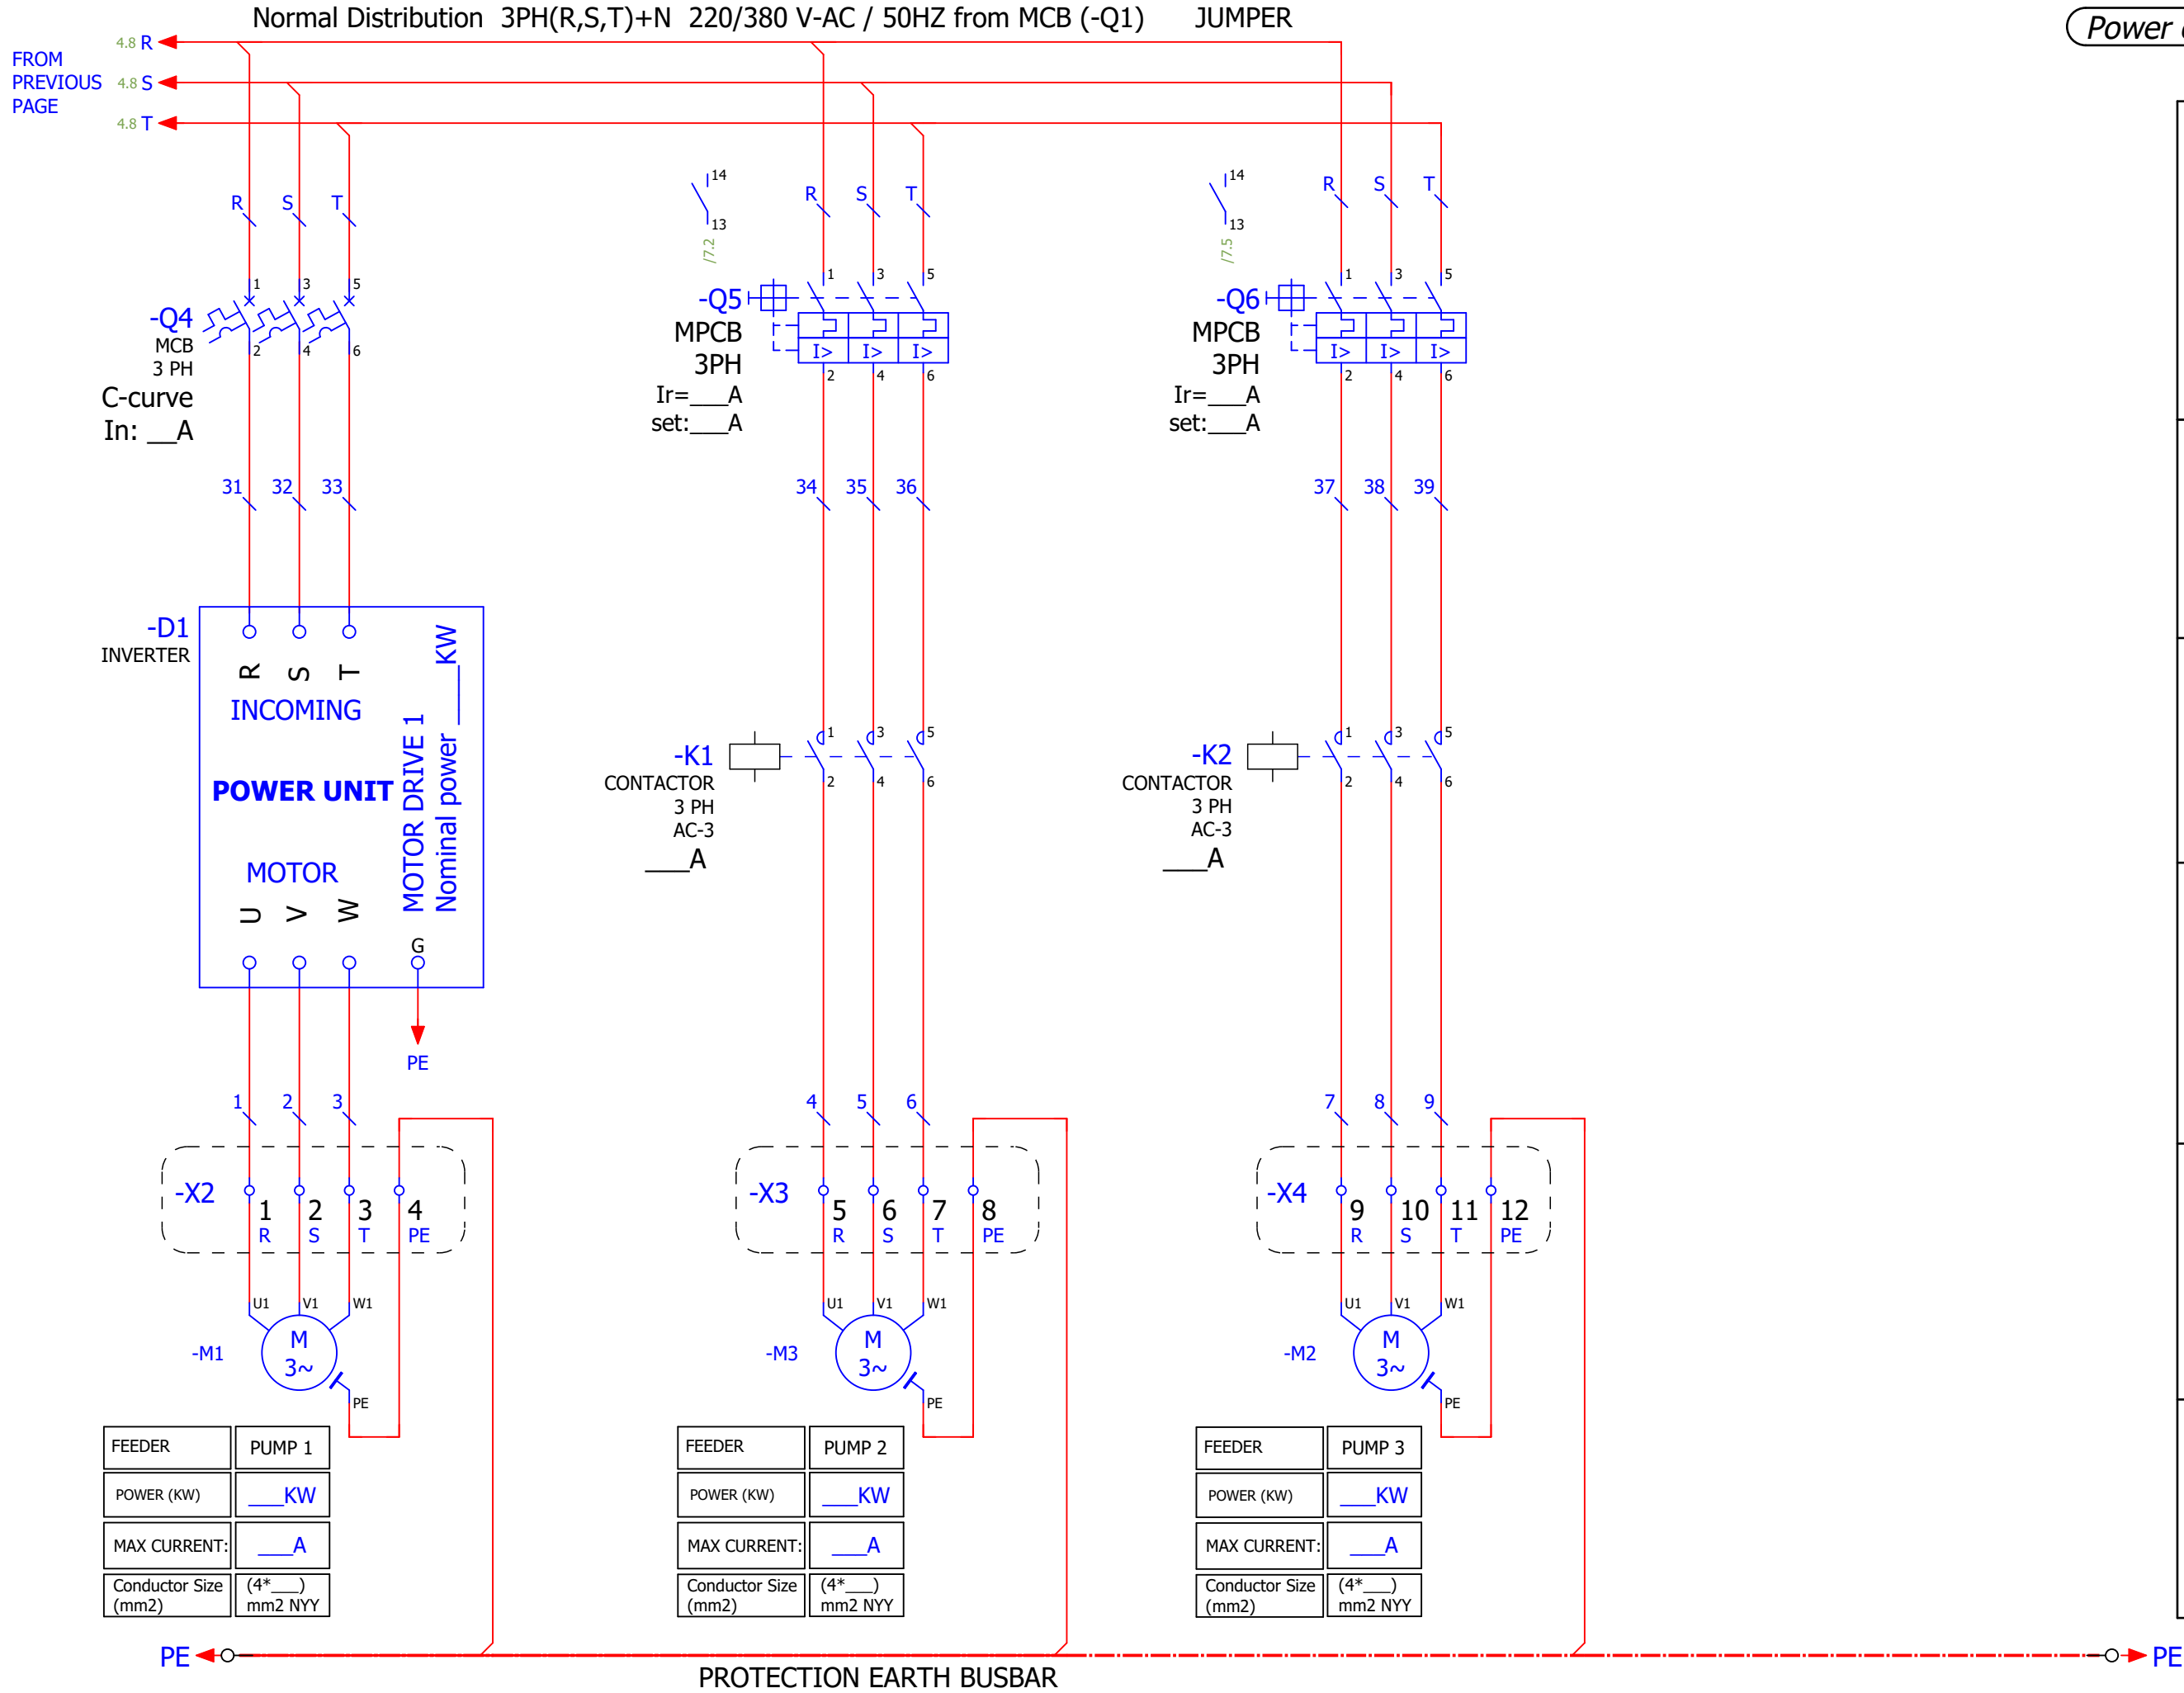 Normal Distribution 3PH(R,S,T)+N 220/380 V-AC / 50HZ from MCB (-Q1) JUMPER
FROM
PREVIOUS
PAGE
4.8 R
4.8 S
4.8 T
Power
R S T
-Q4
MCB
3 PH
C-curve
In: __A
1 3 5
2 4 6
31 32 33
14
13
/7.2
R S T
-Q5
MPCB
3PH
Ir=___A
set:___A
1 3 5
I> I> I>
2 4 6
34 35 36
14
13
/7.5
R S T
-Q6
MPCB
3PH
Ir=___A
set:___A
1 3 5
I> I> I>
2 4 6
37 38 39
-D1
INVERTER
R S T
INCOMING
POWER UNIT
MOTOR
U V W
MOTOR DRIVE 1
Nominal power ____KW
G
PE
-K1
CONTACTOR
3 PH
AC-3
___A
1 3 5
2 4 6
-K2
CONTACTOR
3 PH
AC-3
___A
1 3 5
2 4 6
1 2 3
-X2
1 2 3 4
R S T PE
U1 V1 W1
-M1
M
3~
PE
4 5 6
-X3
5 6 7 8
R S T PE
U1 V1 W1
-M3
M
3~
PE
7 8 9
-X4
9 10 11 12
R S T PE
U1 V1 W1
-M2
M
3~
PE
FEEDER PUMP 1
POWER (KW) ___KW
MAX CURRENT: ___A
Conductor Size (4*___)
(mm2) mm2 NYY
FEEDER PUMP 2
POWER (KW) ___KW
MAX CURRENT: ___A
Conductor Size (4*___)
(mm2) mm2 NYY
FEEDER PUMP 3
POWER (KW) ___KW
MAX CURRENT: ___A
Conductor Size (4*___)
(mm2) mm2 NYY
PE
PROTECTION EARTH BUSBAR
PE